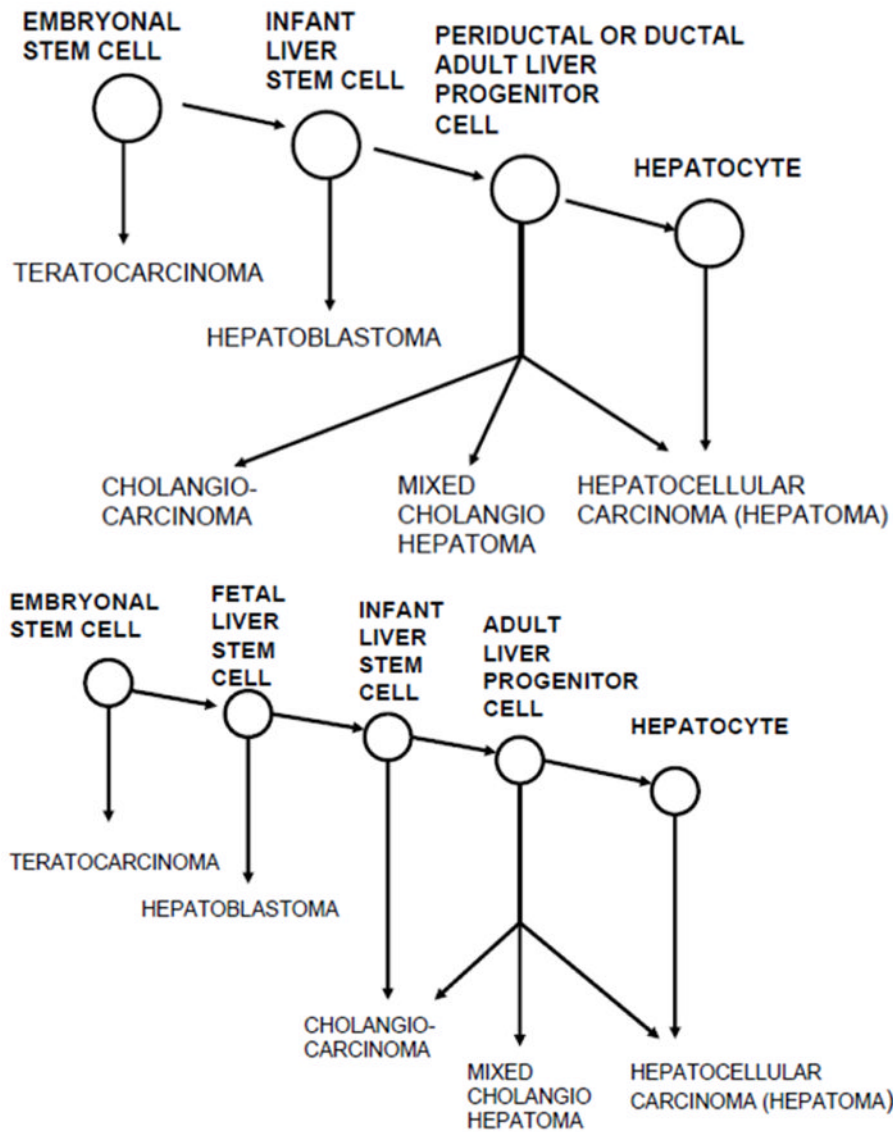 EMBRYONAL
STEM CELL
INFANT
LIVER
STEM CELL
PERIDUCTAL OR DUCTAL
ADULT LIVER
PROGENITOR
CELL
HEPATOCYTE
TERATOCARCINOMA
HEPATOBLASTOMA
CHOLANGIO-
CARCINOMA
MIXED
CHOLANGIO
HEPATOMA
HEPATOCELLULAR
CARCINOMA (HEPATOMA)
EMBRYONAL
STEM CELL
FETAL
LIVER
STEM
CELL
INFANT
LIVER
STEM
CELL
ADULT
LIVER
PROGENITOR
CELL
HEPATOCYTE
TERATOCARCINOMA
HEPATOBLASTOMA
CHOLANGIO-
CARCINOMA
MIXED
CHOLANGIO
HEPATOMA
HEPATOCELLULAR
CARCINOMA (HEPATOMA)